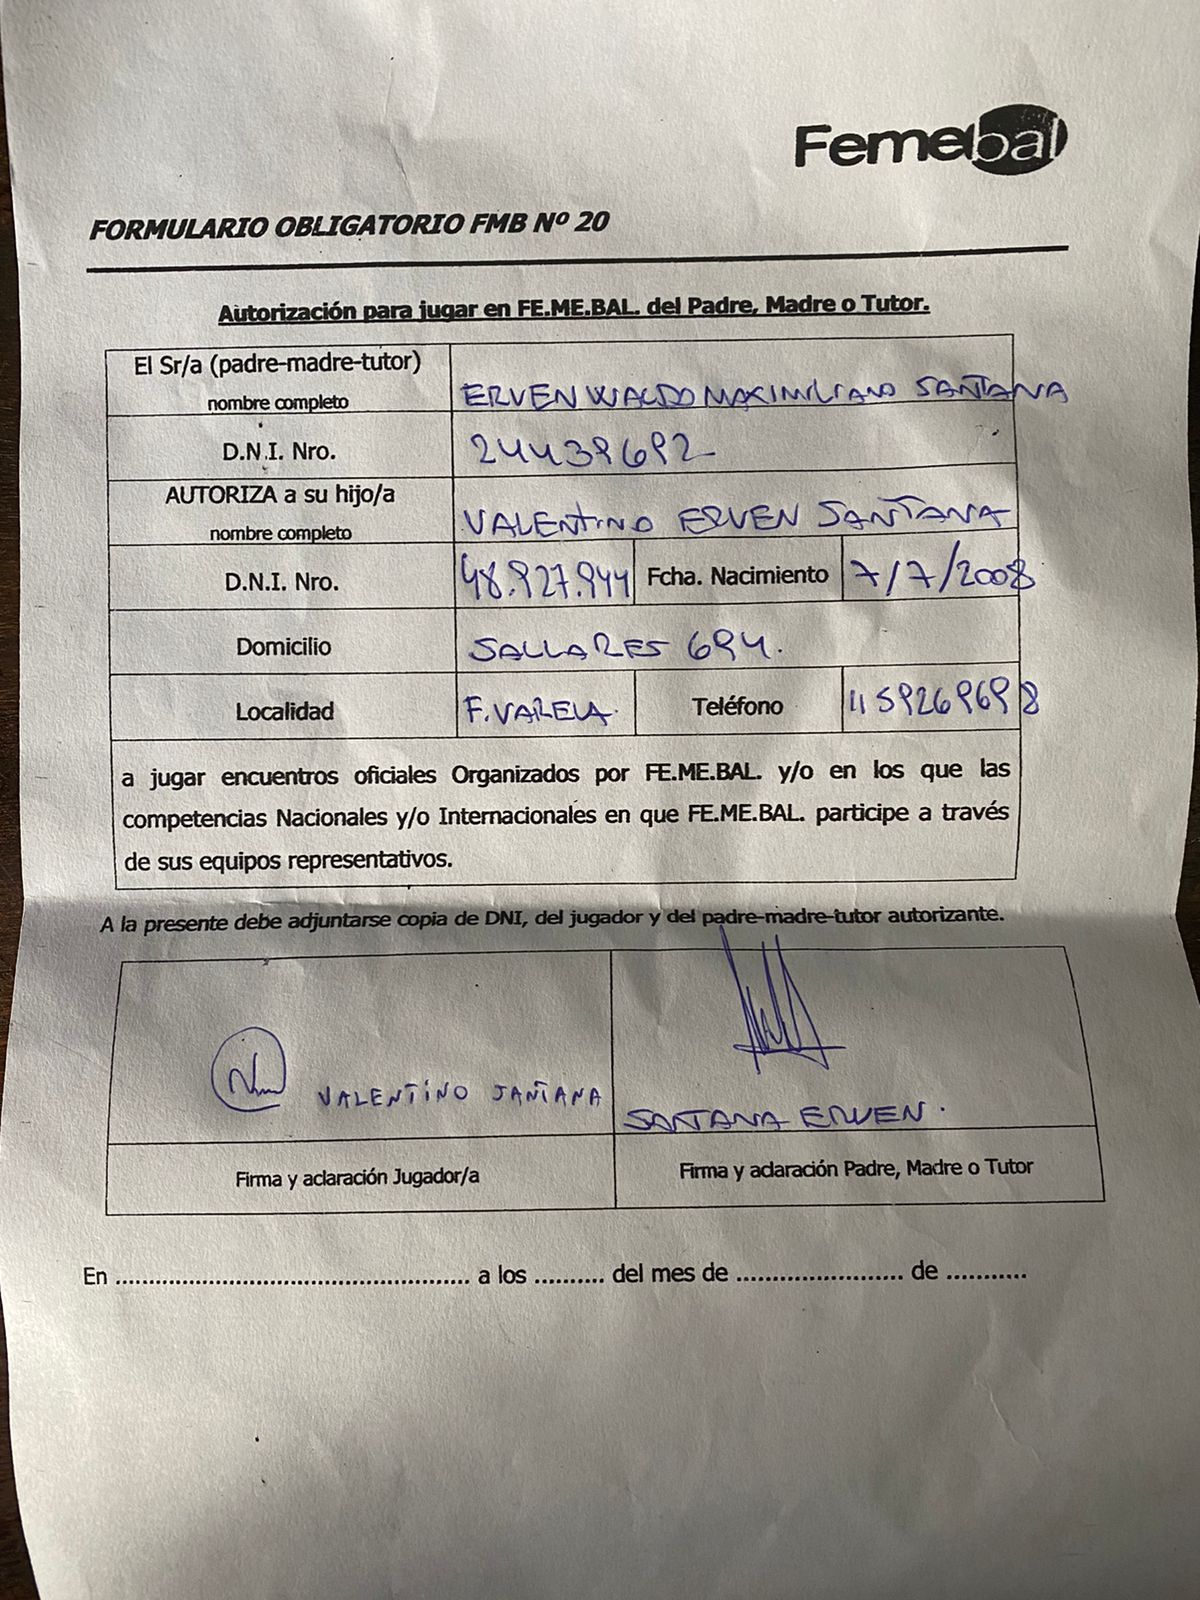 Femebal
FORMULARIO OBLIGATORIO FMB Nº 20
Autorización para jugar en FE.ME.BAL. del Padre, Madre o Tutor.
El Sr/a (padre-madre-tutor)
nombre completo
ERVEN WALDO MAXIMILIANO SANTANA
D.N.I. Nro.
24439692
AUTORIZA a su hijo/a
nombre completo
VALENTINO ERVEN SANTANA
D.N.I. Nro.
48.927.944
Fcha. Nacimiento
7/7/2008
Domicilio
SALLARES 694.
Localidad
F. VARELA.
Teléfono
1159269698
a jugar encuentros oficiales Organizados por FE.ME.BAL. y/o en los que las
competencias Nacionales y/o Internacionales en que FE.ME.BAL. participe a través
de sus equipos representativos.
A la presente debe adjuntarse copia de DNI, del jugador y del padre-madre-tutor autorizante.
VALENTINO SANTANA
SANTANA ERVEN.
Firma y aclaración Jugador/a
Firma y aclaración Padre, Madre o Tutor
En ..................................................... a los .......... del mes de ........................ de ...........